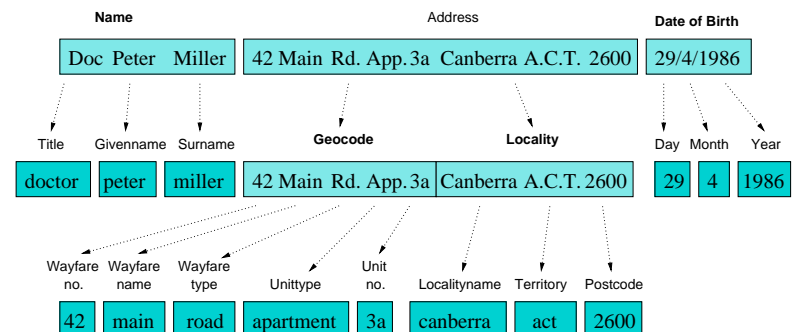 Name Address Date of Birth
Doc Peter Miller 42 Main Rd. App. 3a Canberra A.C.T. 2600 29/4/1986
Title Givenname Surname Geocode Locality Day Month Year
doctor peter miller 42 Main Rd. App. 3a Canberra A.C.T. 2600 29 4 1986
Wayfare Wayfare Wayfare Unit
no. name type Unittype no. Localityname Territory Postcode
42 main road apartment 3a canberra act 2600